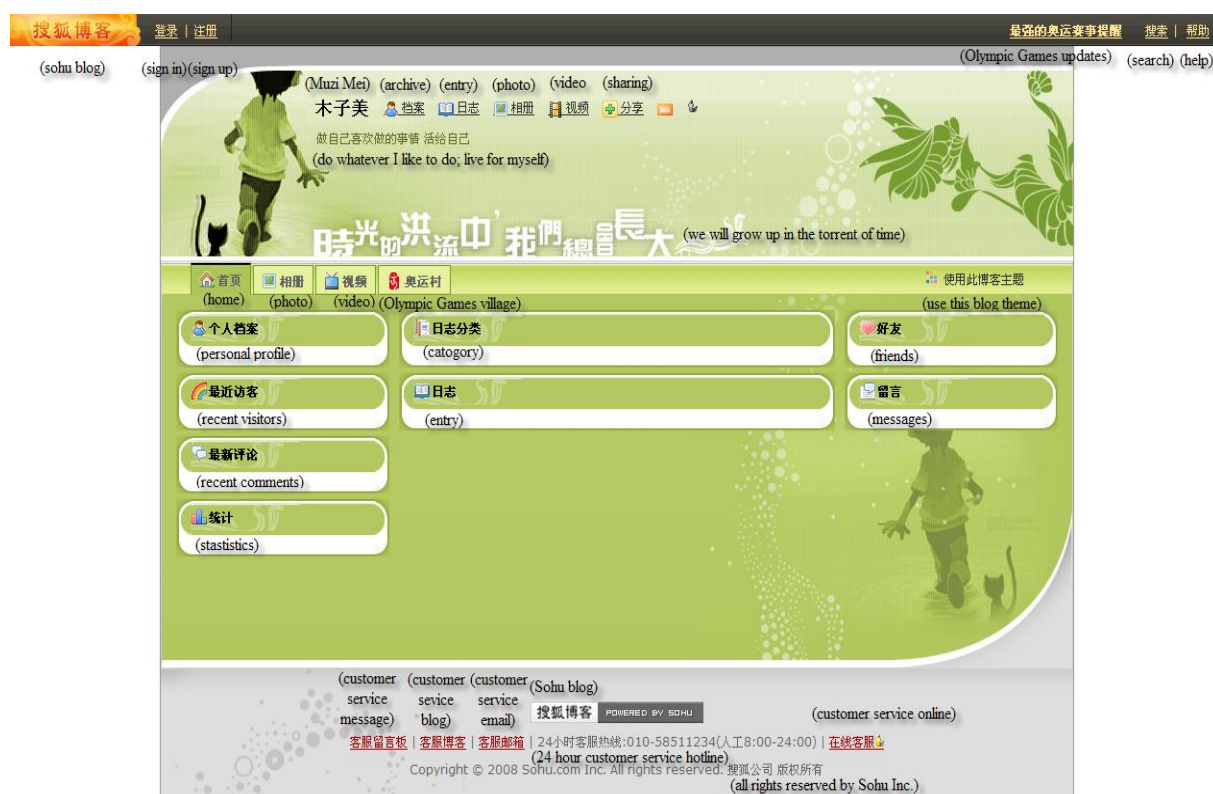 搜狐博客 登录 | 注册 最强的奥运赛事提醒 搜索 | 帮助
(sohu blog) (sign in)(sign up) (Olympic Games updates) (search) (help)
(Muzi Mei) (archive) (entry) (photo) (video (sharing)
木子美 档案 日志 相册 视频 分享
做自己喜欢做的事情 活给自己
(do whatever I like to do; live for myself)
時光的洪流中'我們總會長大
(we will grow up in the torrent of time)
首页 相册 视频 奥运村 使用此博客主题
(home) (photo) (video) (Olympic Games village) (use this blog theme)
个人档案 日志分类 好友
(personal profile) (catogory) (friends)
最近访客 日志 留言
(recent visitors) (entry) (messages)
最新评论
(recent comments)
统计
(stastistics)
(customer service message) (customer sevice blog) (customer service email) (Sohu blog)
搜狐博客 POWERED BY SOHU
(customer service online)
客服留言板 | 客服博客 | 客服邮箱 | 24小时客服热线:010-58511234(人工8:00-24:00) | 在线客服
(24 hour customer service hotline)
Copyright © 2008 Sohu.com Inc. All rights reserved. 搜狐公司 版权所有
(all rights reserved by Sohu Inc.)